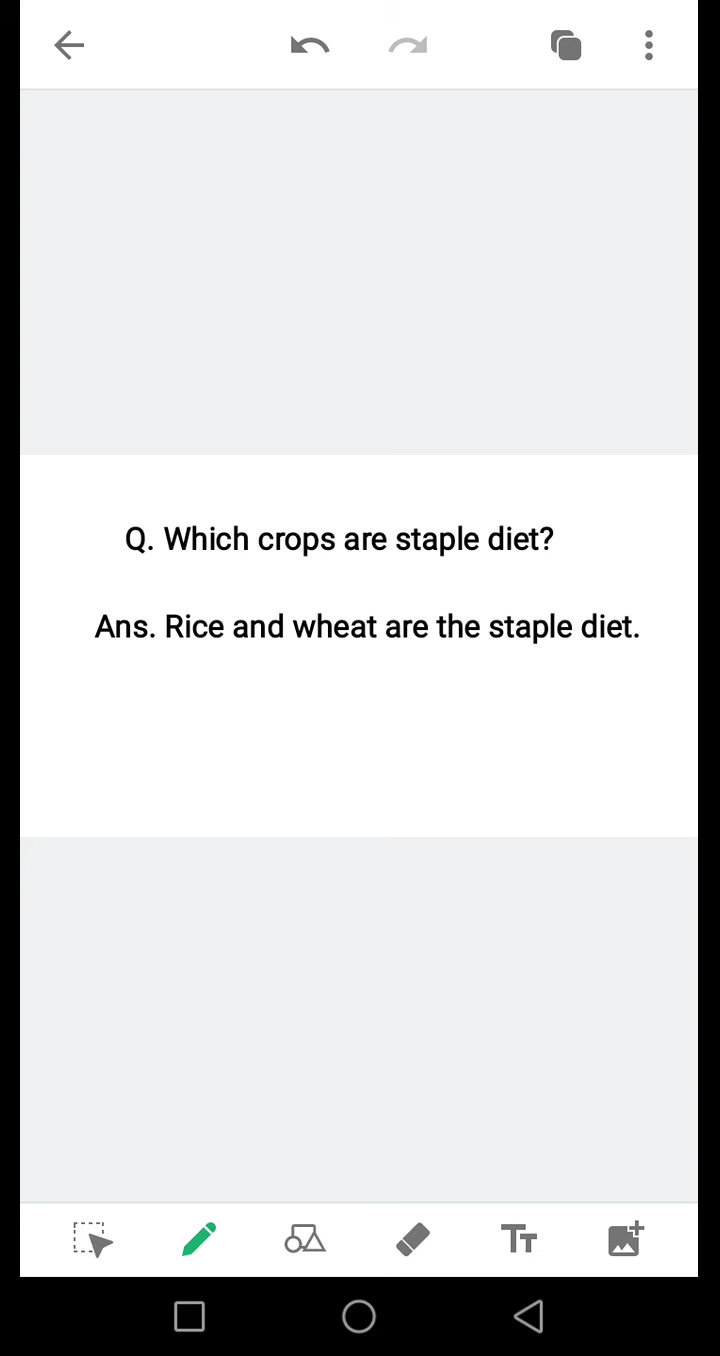 Q. Which crops are staple diet?
Ans. Rice and wheat are the staple diet.